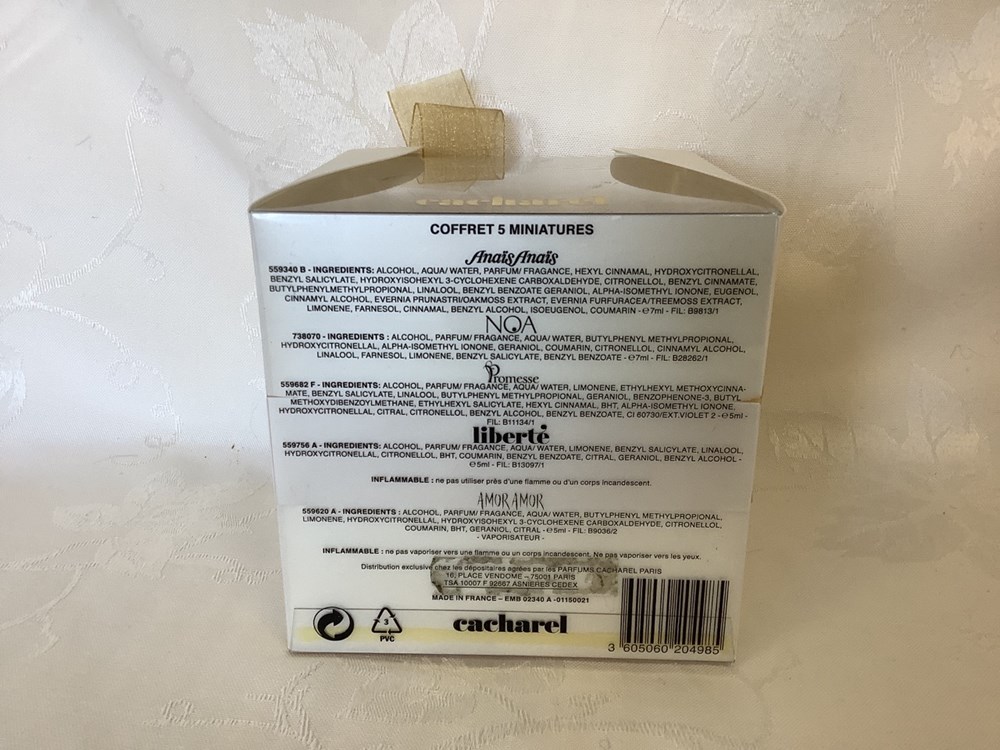 cacharel
COFFRET 5 MINIATURES
Anaïs Anaïs
559340 B - INGREDIENTS: ALCOHOL, AQUA/ WATER, PARFUM/ FRAGANCE, HEXYL CINNAMAL, HYDROXYCITRONELLAL,
BENZYL SALICYLATE, HYDROXYISOHEXYL 3-CYCLOHEXENE CARBOXALDEHYDE, CITRONELLOL, BENZYL CINNAMATE,
BUTYLPHENYLMETHYLPROPIONAL, LINALOOL, BENZYL BENZOATE GERANIOL, ALPHA-ISOMETHYL IONONE, EUGENOL,
CINNAMYL ALCOHOL, EVERNIA PRUNASTRI/OAKMOSS EXTRACT, EVERNIA FURFURACEA/TREEMOSS EXTRACT,
LIMONENE, FARNESOL, CINNAMAL, BENZYL ALCOHOL, ISOEUGENOL, COUMARIN - ℮7ml - FIL: B9813/1
NOA
738070 - INGREDIENTS : ALCOHOL, PARFUM/ FRAGANCE, AQUA/ WATER, BUTYLPHENYL METHYLPROPIONAL,
HYDROXYCITRONELLAL, ALPHA-ISOMETHYL IONONE, GERANIOL, COUMARIN, CITRONELLOL, CINNAMYL ALCOHOL,
LINALOOL, FARNESOL, LIMONENE, BENZYL SALICYLATE, BENZYL BENZOATE - ℮7ml - FIL: B28262/1
Promesse
559682 F - INGREDIENTS: ALCOHOL, PARFUM/ FRAGANCE, AQUA/ WATER, LIMONENE, ETHYLHEXYL METHOXYCINNA-
MATE, BENZYL SALICYLATE, LINALOOL, BUTYLPHENYL METHYLPROPIONAL, GERANIOL, BENZOPHENONE-3, BUTYL
METHOXYDIBENZOYLMETHANE, ETHYLHEXYL SALICYLATE, HEXYL CINNAMAL, BHT, ALPHA-ISOMETHYL IONONE,
HYDROXYCITRONELLAL, CITRAL, CITRONELLOL, BENZYL ALCOHOL, BENZYL BENZOATE, CI 60730/EXT.VIOLET 2 - ℮5ml -
FIL: B11134/1
liberté
559756 A - INGREDIENTS: ALCOHOL, PARFUM/ FRAGANCE, AQUA/ WATER, LIMONENE, BENZYL SALICYLATE, LINALOOL,
HYDROXYCITRONELLAL, CITRONELLOL, BHT, COUMARIN, BENZYL BENZOATE, CITRAL, GERANIOL, BENZYL ALCOHOL -
℮5ml - FIL: B13097/1
INFLAMMABLE : ne pas utiliser près d'une flamme ou d'un corps incandescent.
AMOR AMOR
559620 A - INGREDIENTS: ALCOHOL, PARFUM/ FRAGANCE, AQUA/ WATER, BUTYLPHENYL METHYLPROPIONAL,
LIMONENE, HYDROXYCITRONELLAL, HYDROXYISOHEXYL 3-CYCLOHEXENE CARBOXALDEHYDE, CITRONELLOL,
COUMARIN, BHT, GERANIOL, CITRAL - ℮5ml - FIL: B9036/2
- VAPORISATEUR -
INFLAMMABLE : ne pas vaporiser vers une flamme ou un corps incandescent. Ne pas vaporiser vers les yeux.
Distribution exclusive chez les dépositaires agréés par les PARFUMS CACHAREL PARIS
16, PLACE VENDOME – 75001 PARIS
TSA 10007 F 92667 ASNIERES CEDEX
MADE IN FRANCE – EMB 02340 A -01150021
3
PVC
cacharel
3 605060 204985